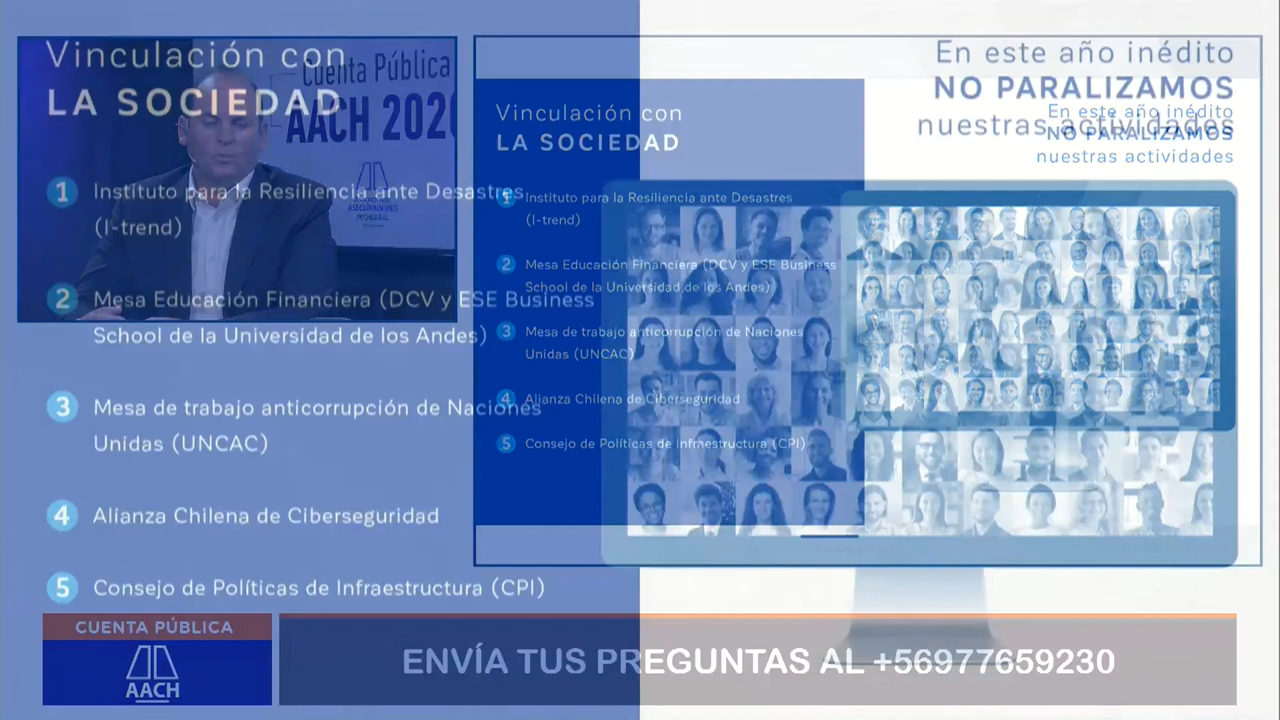 Vinculación con
LA SOCIEDAD
1 Instituto para la Resiliencia ante Desastres
(I-trend)
2 Mesa Educación Financiera (DCV y ESE Business
School de la Universidad de los Andes)
3 Mesa de trabajo anticorrupción de Naciones
Unidas (UNCAC)
4 Alianza Chilena de Ciberseguridad
5 Consejo de Políticas de Infraestructura (CPI)
Cuenta Pública
AACH 2020
ASEGURADORES
Vinculación con
LA SOCIEDAD
1 Instituto para la Resiliencia ante Desastres
(I-trend)
2 Mesa Educación Financiera (DCV y ESE Business
School de la Universidad de los Andes)
3 Mesa de trabajo anticorrupción de Naciones
Unidas (UNCAC)
4 Alianza Chilena de Ciberseguridad
5 Consejo de Políticas de Infraestructura (CPI)
En este año inédito
NO PARALIZAMOS
nuestras actividades
En este año inédito
NO PARALIZAMOS
nuestras actividades
CUENTA PÚBLICA
AACH
ENVÍA TUS PREGUNTAS AL +56977659230